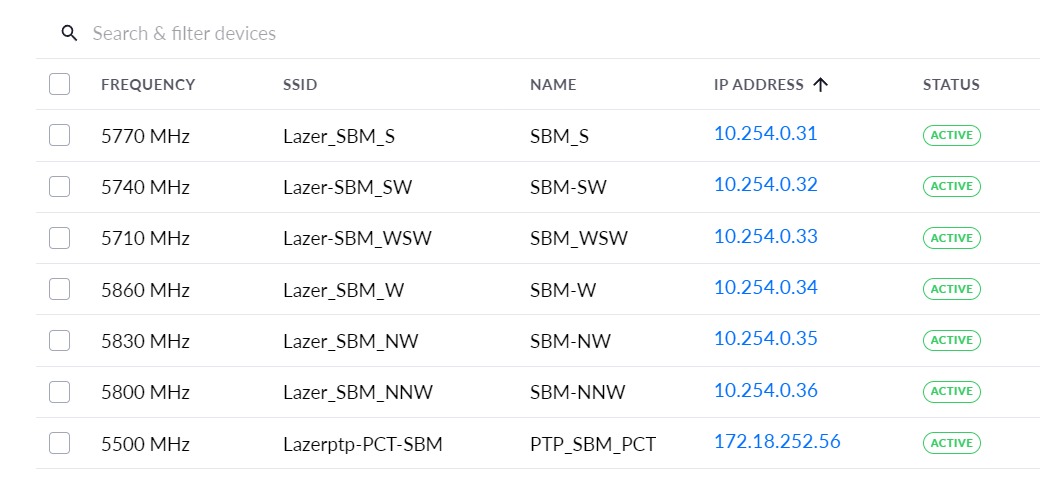 Search & filter devices
FREQUENCY SSID NAME IP ADDRESS ↑ STATUS
5770 MHz Lazer_SBM_S SBM_S 10.254.0.31 ACTIVE
5740 MHz Lazer-SBM_SW SBM-SW 10.254.0.32 ACTIVE
5710 MHz Lazer-SBM_WSW SBM_WSW 10.254.0.33 ACTIVE
5860 MHz Lazer_SBM_W SBM-W 10.254.0.34 ACTIVE
5830 MHz Lazer_SBM_NW SBM-NW 10.254.0.35 ACTIVE
5800 MHz Lazer_SBM_NNW SBM-NNW 10.254.0.36 ACTIVE
5500 MHz Lazerptp-PCT-SBM PTP_SBM_PCT 172.18.252.56 ACTIVE